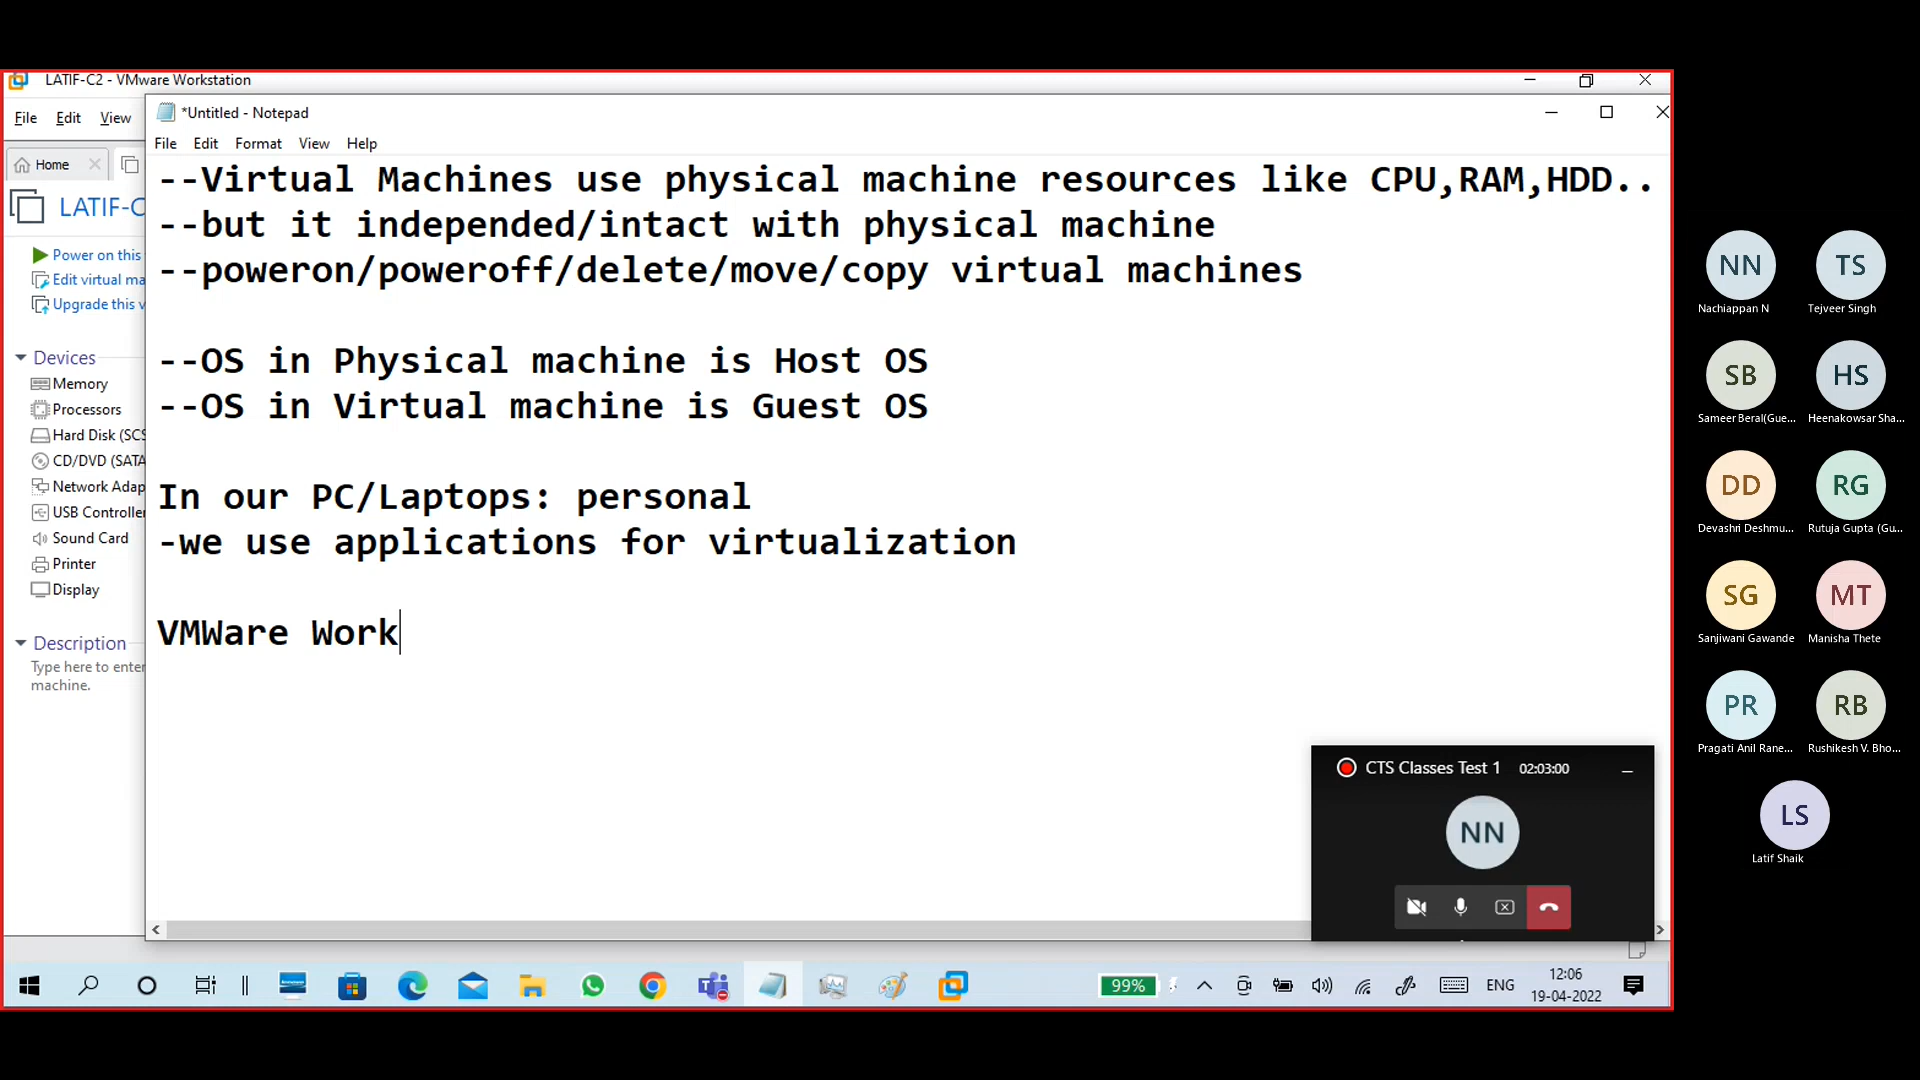 LATIF-C2 - VMware Workstation
File Edit View
*Untitled - Notepad
File Edit Format View Help
Home
LATIF-C
Power on this
Edit virtual ma
Upgrade this v
Devices
Memory
Processors
Hard Disk (SCS
CD/DVD (SATA
Network Adap
USB Controller
Sound Card
Printer
Display
Description
Type here to enter
machine.
--Virtual Machines use physical machine resources like CPU,RAM,HDD..
--but it independed/intact with physical machine
--poweron/poweroff/delete/move/copy virtual machines
--OS in Physical machine is Host OS
--OS in Virtual machine is Guest OS
In our PC/Laptops: personal
-we use applications for virtualization
VMWare Work
CTS Classes Test 1 02:03:00
NN
99%
ENG
12:06
19-04-2022
NN TS
Nachiappan N Tejveer Singh
SB HS
Sameer Beral(Gue... Heenakowsar Sha...
DD RG
Devashri Deshmu... Rutuja Gupta (Gu...
SG MT
Sanjiwani Gawande Manisha Thete
PR RB
Pragati Anil Rane... Rushikesh V. Bho...
LS
Latif Shaik